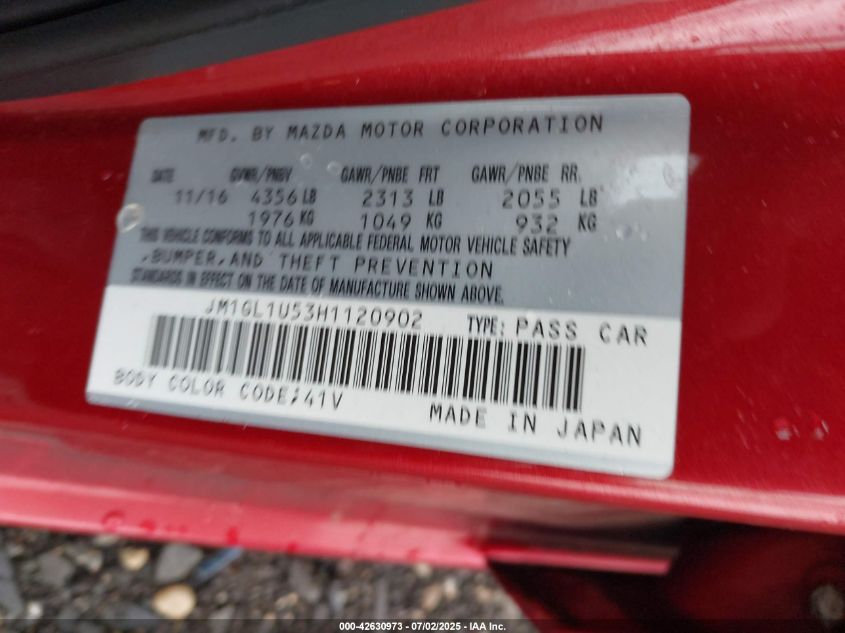 MFD. BY MAZDA MOTOR CORPORATION
DATE GVWR/PNBV GAWR/PNBE FRT GAWR/PNBE RR.
11/16 4356 LB 2313 LB 2055 LB
1976 KG 1049 KG 932 KG
THIS VEHICLE CONFORMS TO ALL APPLICABLE FEDERAL MOTOR VEHICLE SAFETY
,BUMPER,AND THEFT PREVENTION
STANDARDS IN EFFECT ON THE DATE OF MANUFACTURE SHOWN ABOVE.
JM1GL1U53H1120902 TYPE: PASS CAR
BODY COLOR CODE:41V MADE IN JAPAN
000-42630973 - 07/02/2025 - IAA Inc.